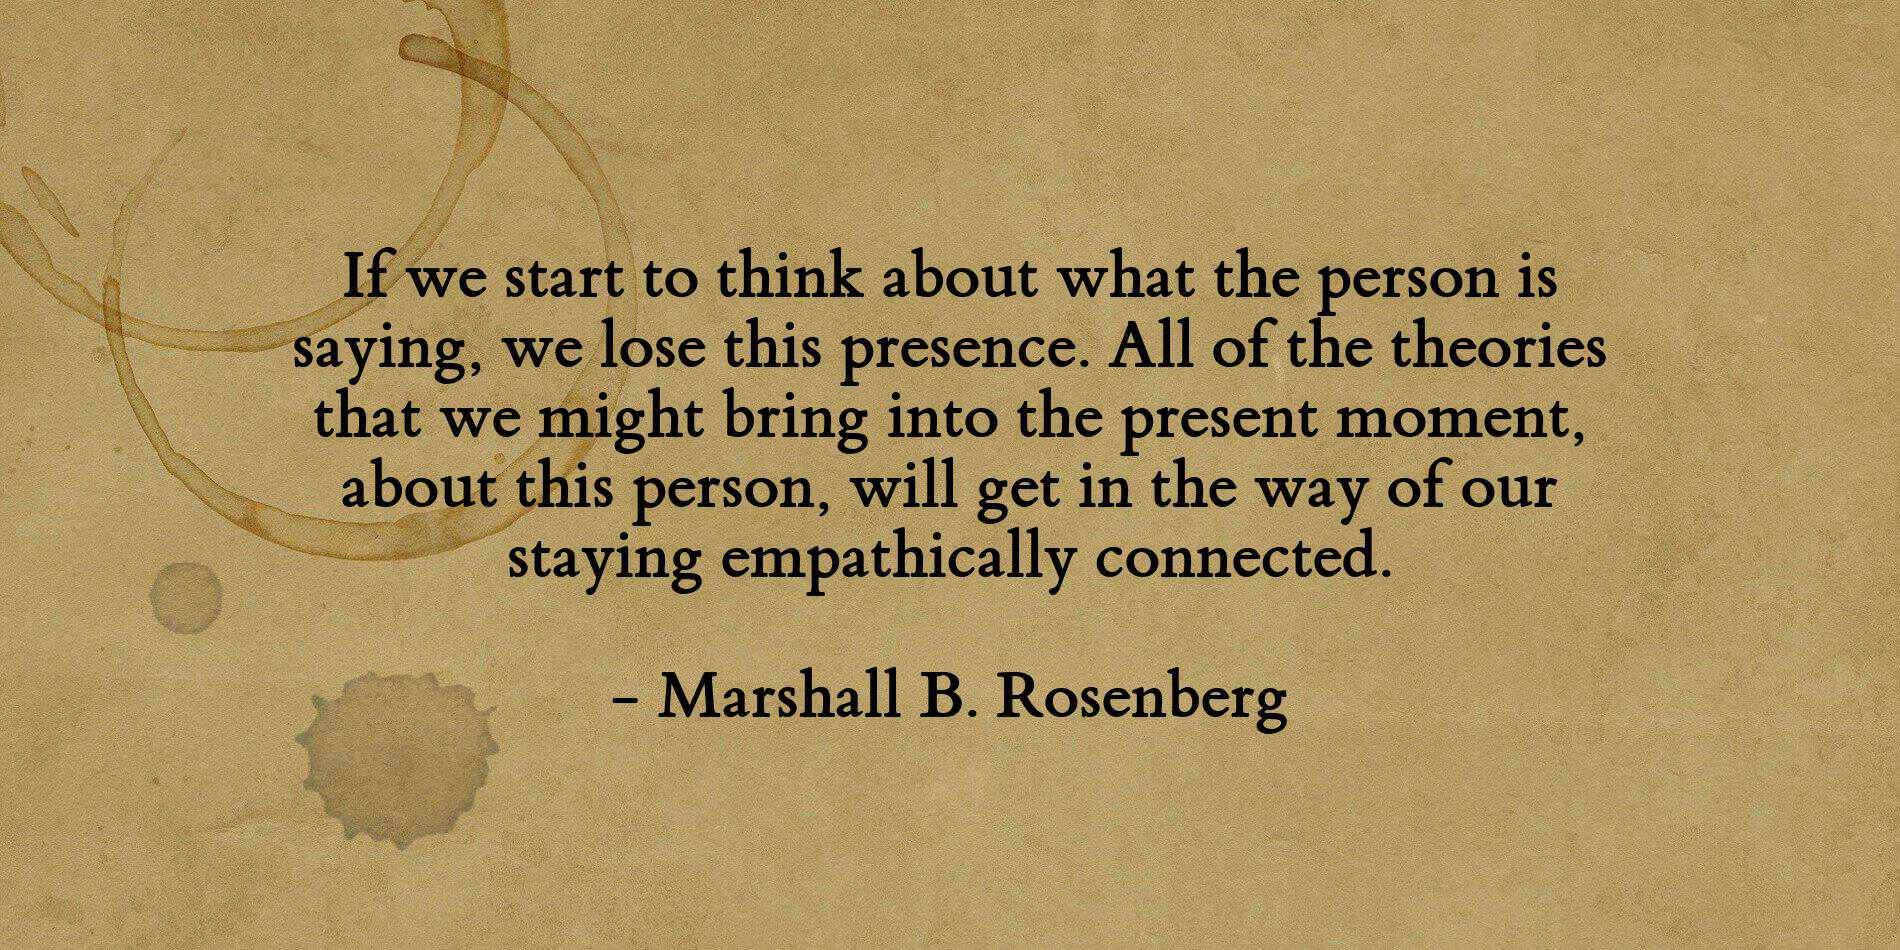 If we start to think about what the person is
saying, we lose this presence. All of the theories
that we might bring into the present moment,
about this person, will get in the way of our
staying empathically connected.
- Marshall B. Rosenberg